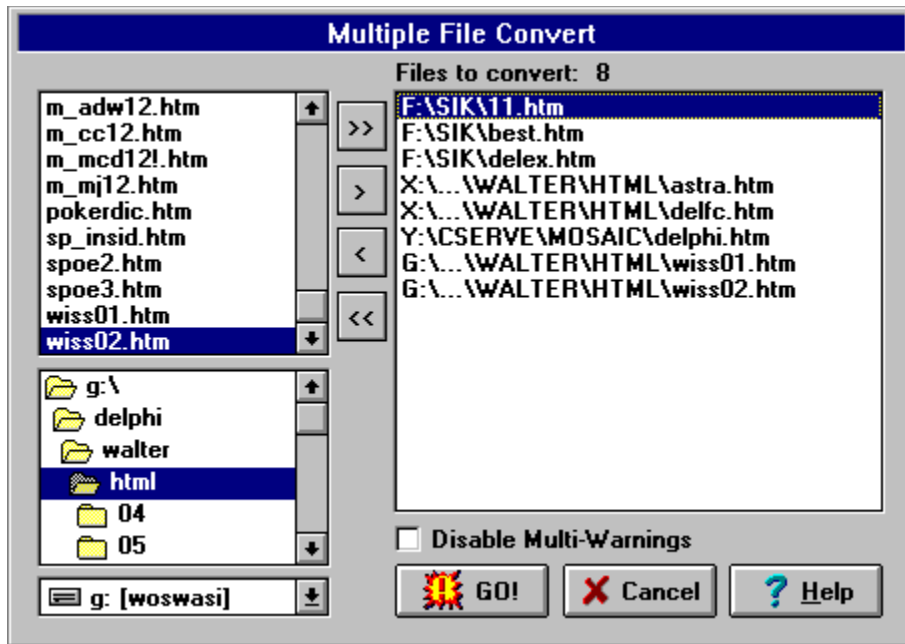 Multiple File Convert
Files to convert: 8
m_adw12.htm
m_cc12.htm
m_mcd12!.htm
m_mj12.htm
pokerdic.htm
sp_insid.htm
spoe2.htm
spoe3.htm
wiss01.htm
wiss02.htm
>>
>
<
<<
F:\SIK\11.htm
F:\SIK\best.htm
F:\SIK\delex.htm
X:\...\WALTER\HTML\astra.htm
X:\...\WALTER\HTML\delfc.htm
Y:\CSERVE\MOSAIC\delphi.htm
G:\...\WALTER\HTML\wiss01.htm
G:\...\WALTER\HTML\wiss02.htm
g:\
delphi
walter
html
04
05
g: [woswasi]
Disable Multi-Warnings
GO!
Cancel
Help